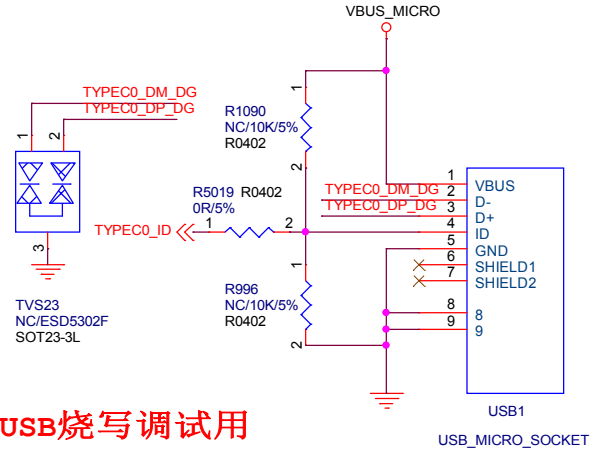 VBUS_MICRO
TYPEC0_DM_DG
TYPEC0_DP_DG
1
2
3
TVS23
NC/ESD5302F
SOT23-3L
1
R1090
NC/10K/5%
R0402
2
R5019 R0402
0R/5%
TYPEC0_ID
1
2
1
R996
NC/10K/5%
R0402
2
TYPEC0_DM_DG
TYPEC0_DP_DG
1 VBUS
2 D-
3 D+
4 ID
5 GND
6 SHIELD1
7 SHIELD2
8 8
9 9
USB1
USB_MICRO_SOCKET
USB烧写调试用